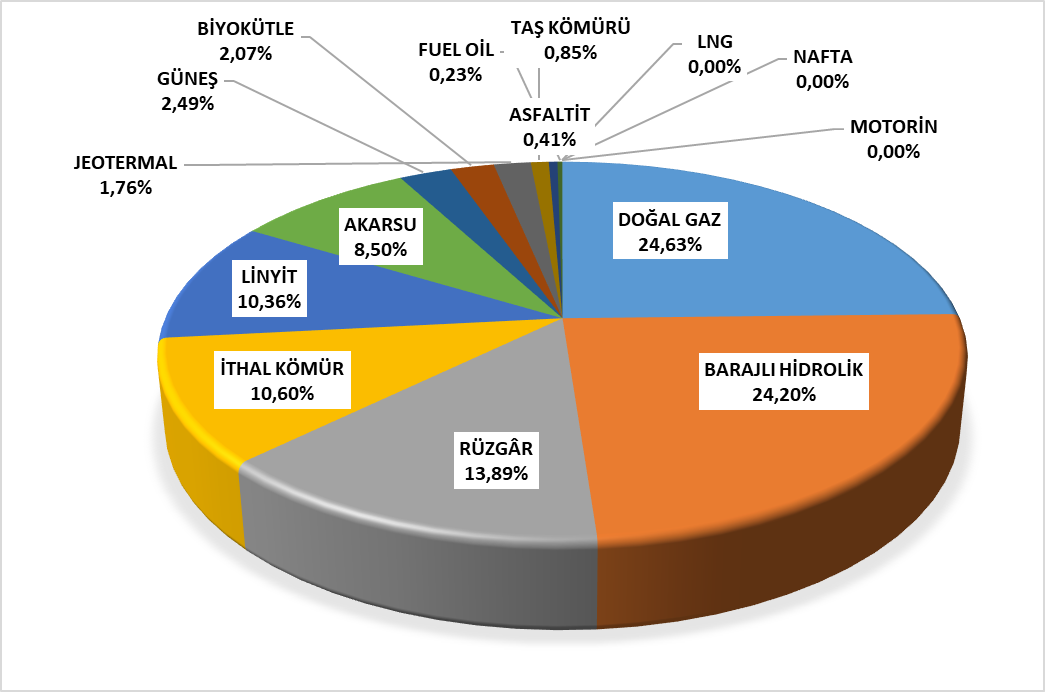 BİYOKÜTLE
2,07%
FUEL OİL
0,23%
TAŞ KÖMÜRÜ
0,85%
LNG
0,00%
NAFTA
0,00%
GÜNEŞ
2,49%
ASFALTİT
0,41%
MOTORİN
0,00%
JEOTERMAL
1,76%
AKARSU
8,50%
DOĞAL GAZ
24,63%
LİNYİT
10,36%
İTHAL KÖMÜR
10,60%
BARAJLI HİDROLİK
24,20%
RÜZGÂR
13,89%